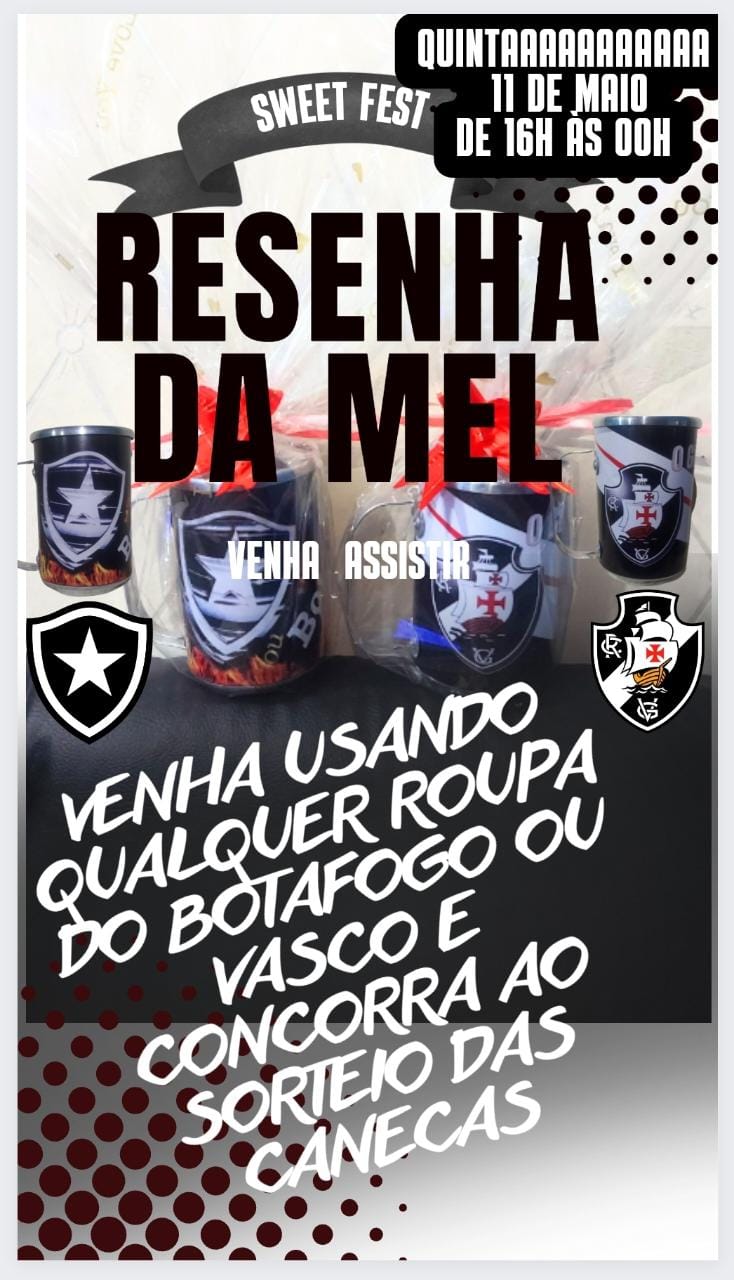 QUINTAAAAAAAAAAA
11 DE MAIO
DE 16H ÀS 00H
SWEET FEST
RESENHA
DA MEL
VENHA ASSISTIR
VENHA USANDO
QUALQUER ROUPA
DO BOTAFOGO OU
VASCO E
CONCORRA AO
SORTEIO DAS
CANECAS